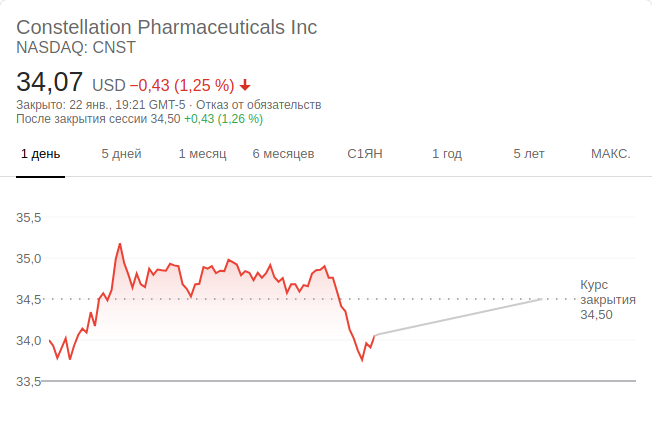 Constellation Pharmaceuticals Inc
NASDAQ: CNST
34,07 USD −0,43 (1,25 %)
Закрыто: 22 янв., 19:21 GMT-5 · Отказ от обязательств
После закрытия сессии 34,50 +0,43 (1,26 %)
1 день 5 дней 1 месяц 6 месяцев С1ЯН 1 год 5 лет МАКС.
35,5
35,0
34,5
34,0
33,5
Курс
закрытия
34,50